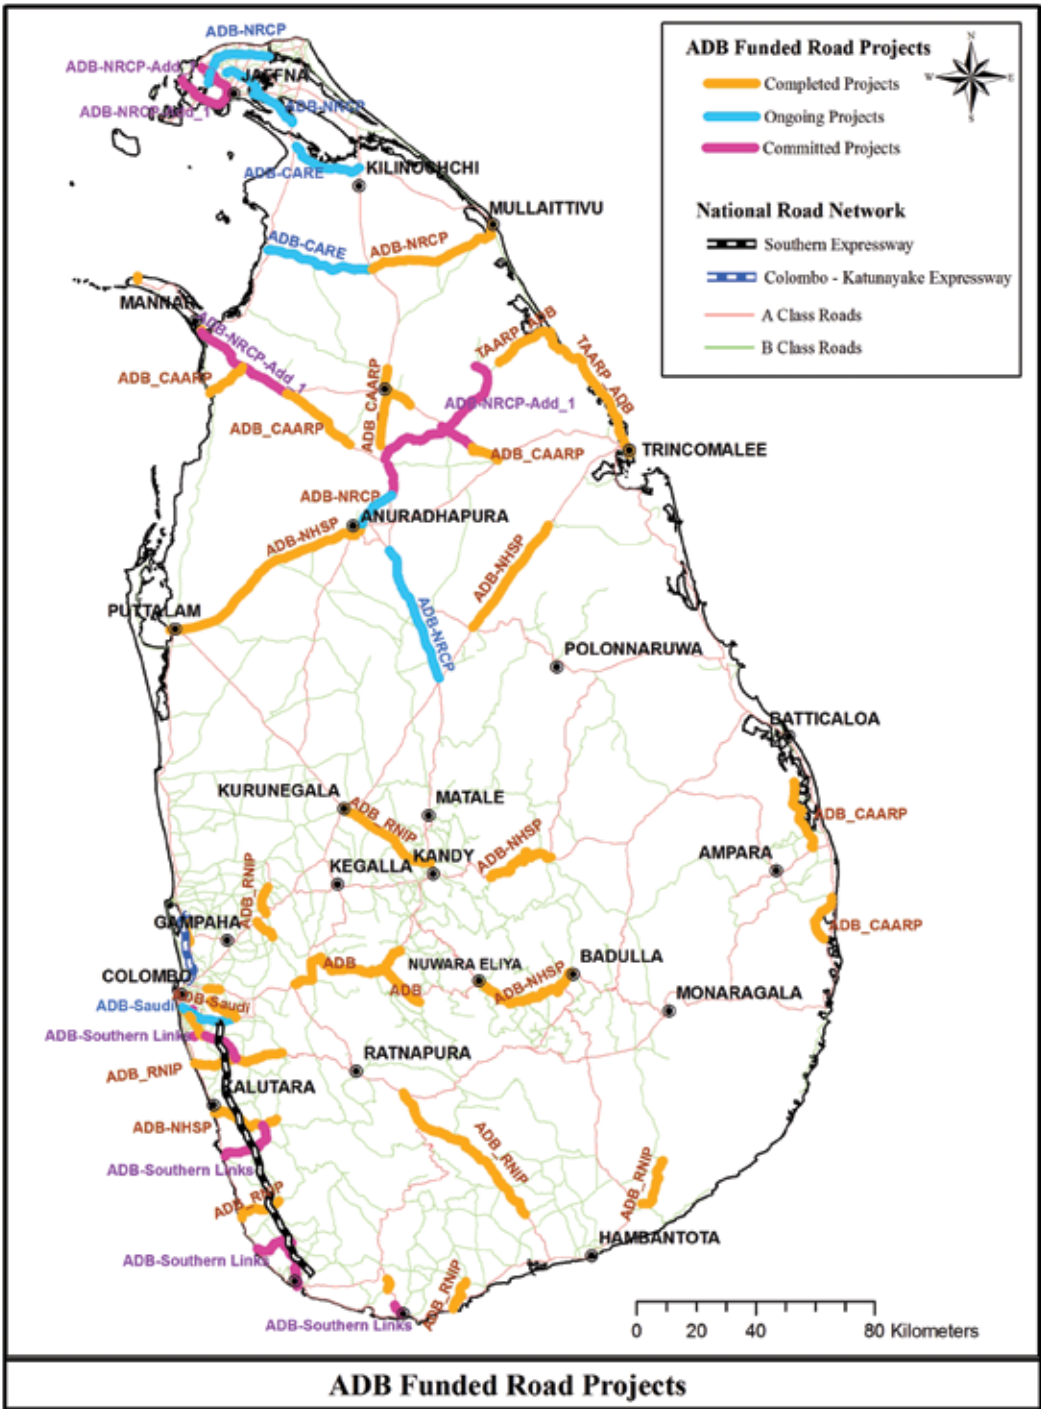 ADB-NRCP
ADB-NRCP-Add_1
JAFFNA
ADB-NRCP-Add_1
ADB-NRCP
ADB-CARE
KILINOCHCHI
MULLAITTIVU
ADB-CARE
ADB-NRCP
MANNAR
ADB-NRCP-Add_1
ADB_CAARP
ADB_CAARP
ADB_CAARP
TAARP_ADB
TAARP_ADB
ADB-NRCP-Add_1
ADB_CAARP
TRINCOMALEE
ADB-NRCP
ANURADHAPURA
ADB-NHSP
ADB-NHSP
ADB-NRCP
PUTTALAM
POLONNARUWA
BATTICALOA
KURUNEGALA
ADB_RNIP
MATALE
ADB_CAARP
KANDY
ADB-NHSP
KEGALLA
AMPARA
ADB_RNIP
GAMPAHA
ADB_CAARP
ADB
ADB
NUWARA ELIYA
ADB-NHSP
BADULLA
COLOMBO
MONARAGALA
ADB-Saudi
ADB-Saudi
ADB-Southern Links
RATNAPURA
ADB_RNIP
KALUTARA
ADB-NHSP
ADB_RNIP
ADB-Southern Links
ADB_RNIP
ADB_RNIP
HAMBANTOTA
ADB-Southern Links
ADB_RNIP
ADB-Southern Links
ADB Funded Road Projects
Completed Projects
Ongoing Projects
Committed Projects
National Road Network
Southern Expressway
Colombo - Katunayake Expressway
A Class Roads
B Class Roads
N
W
E
S
0 20 40 80 Kilometers
ADB Funded Road Projects